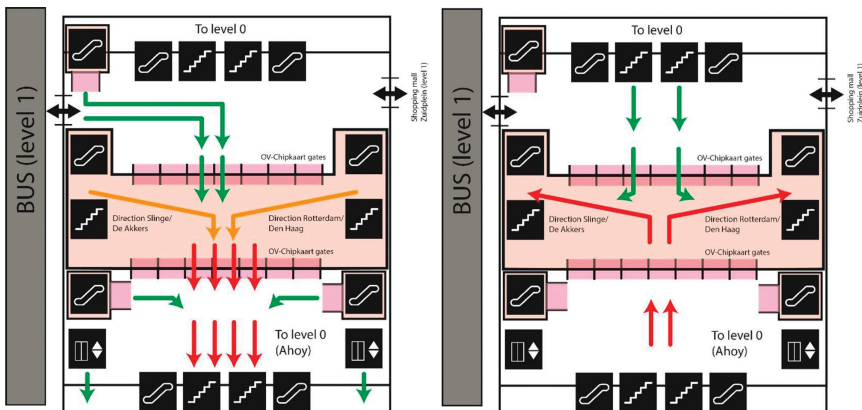 BUS (level 1)
To level 0
Shopping mall
Zuidplein (level 1)
OV-Chipkaart gates
Direction Slinge/
De Akkers
Direction Rotterdam/
Den Haag
OV-Chipkaart gates
To level 0
(Ahoy)
BUS (level 1)
To level 0
Shopping mall
Zuidplein (level 1)
OV-Chipkaart gates
Direction Slinge/
De Akkers
Direction Rotterdam/
Den Haag
OV-Chipkaart gates
To level 0
(Ahoy)